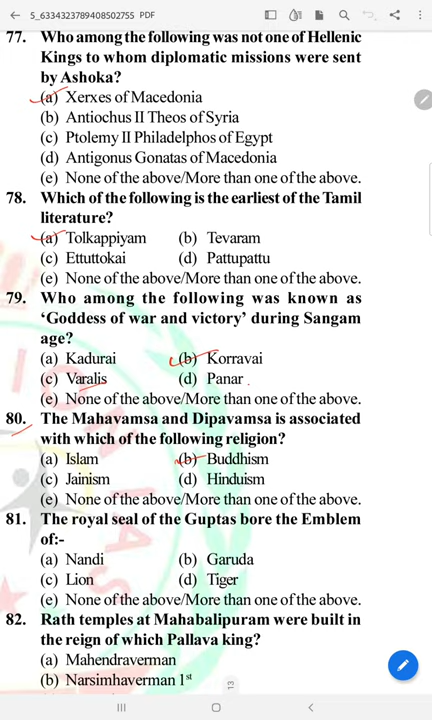 5_6334323789408502755 PDF
77. Who among the following was not one of Hellenic
Kings to whom diplomatic missions were sent
by Ashoka?
(a) Xerxes of Macedonia
(b) Antiochus II Theos of Syria
(c) Ptolemy II Philadelphos of Egypt
(d) Antigonus Gonatas of Macedonia
(e) None of the above/More than one of the above.
78. Which of the following is the earliest of the Tamil
literature?
(a) Tolkappiyam (b) Tevaram
(c) Ettuttokai (d) Pattupattu
(e) None of the above/More than one of the above.
79. Who among the following was known as
‘Goddess of war and victory’ during Sangam
age?
(a) Kadurai (b) Korravai
(c) Varalis (d) Panar .
(e) None of the above/More than one of the above.
80. The Mahavamsa and Dipavamsa is associated
with which of the following religion?
(a) Islam (b) Buddhism
(c) Jainism (d) Hinduism
(e) None of the above/More than one of the above.
81. The royal seal of the Guptas bore the Emblem
of:-
(a) Nandi (b) Garuda
(c) Lion (d) Tiger
(e) None of the above/More than one of the above.
82. Rath temples at Mahabalipuram were built in
the reign of which Pallava king?
(a) Mahendraverman
(b) Narsimhaverman 1st
13